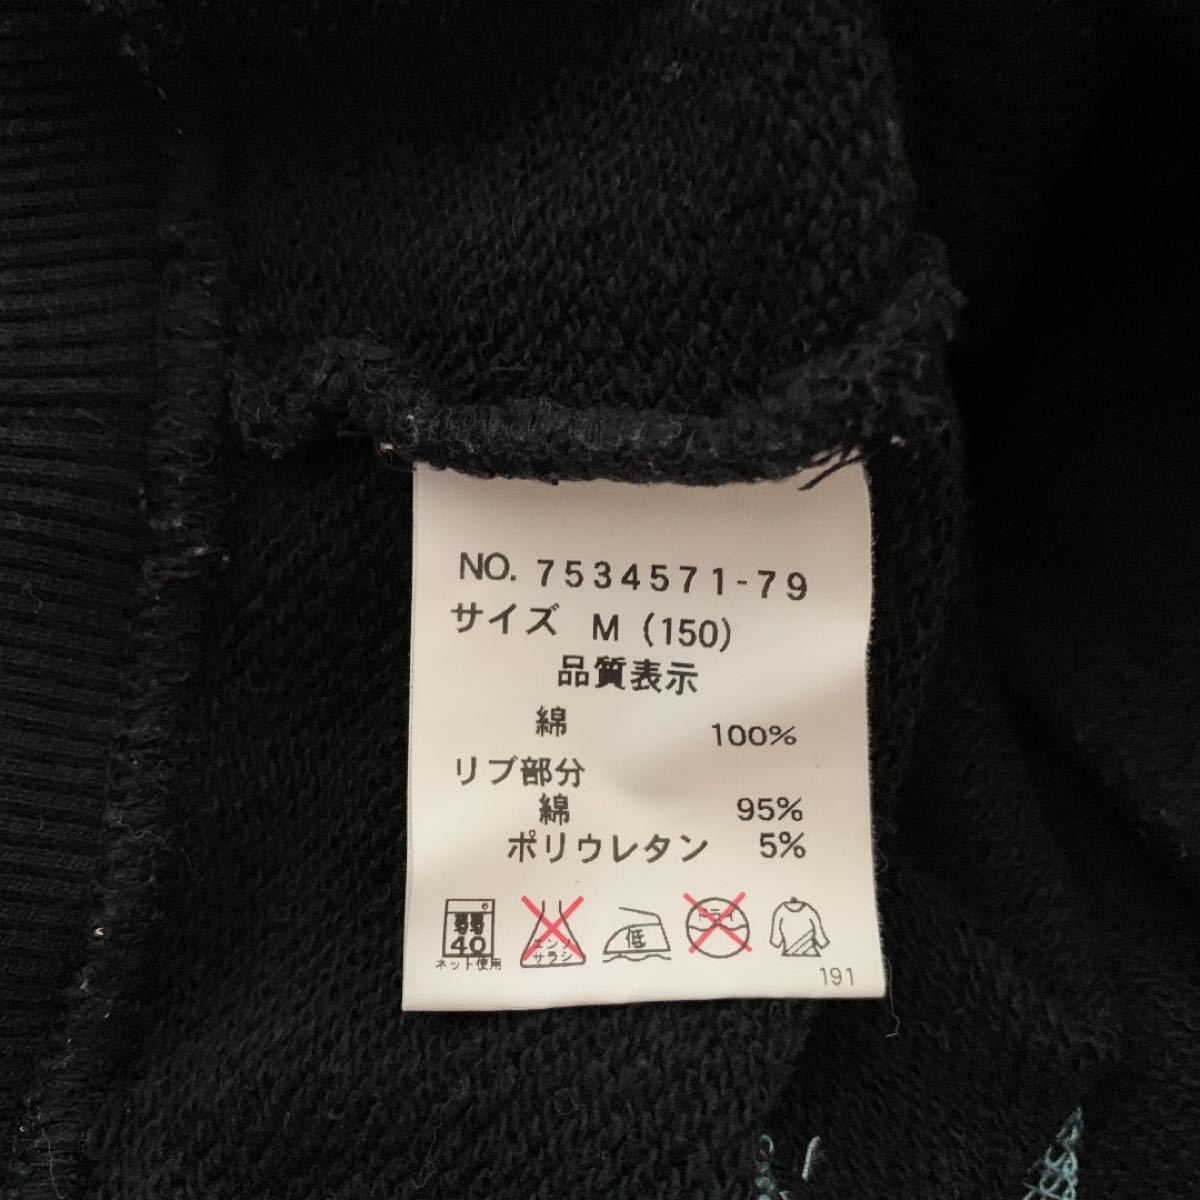 NO. 7534571-79
サイズ M (150)
品質表示
綿 100%
リブ部分
綿 95%
ポリウレタン 5%
弱
40
ネット使用
エンソ
サラシ
低
ドライ
191